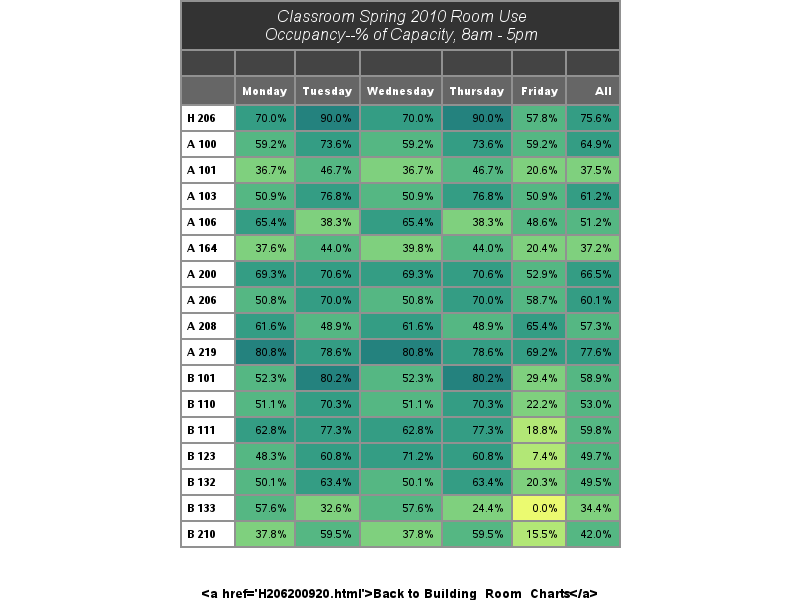 Classroom Spring 2010 Room Use
Occupancy--% of Capacity, 8am - 5pm
Monday Tuesday Wednesday Thursday Friday All
H 206 70.0% 90.0% 70.0% 90.0% 57.8% 75.6%
A 100 59.2% 73.6% 59.2% 73.6% 59.2% 64.9%
A 101 36.7% 46.7% 36.7% 46.7% 20.6% 37.5%
A 103 50.9% 76.8% 50.9% 76.8% 50.9% 61.2%
A 106 65.4% 38.3% 65.4% 38.3% 48.6% 51.2%
A 164 37.6% 44.0% 39.8% 44.0% 20.4% 37.2%
A 200 69.3% 70.6% 69.3% 70.6% 52.9% 66.5%
A 206 50.8% 70.0% 50.8% 70.0% 58.7% 60.1%
A 208 61.6% 48.9% 61.6% 48.9% 65.4% 57.3%
A 219 80.8% 78.6% 80.8% 78.6% 69.2% 77.6%
B 101 52.3% 80.2% 52.3% 80.2% 29.4% 58.9%
B 110 51.1% 70.3% 51.1% 70.3% 22.2% 53.0%
B 111 62.8% 77.3% 62.8% 77.3% 18.8% 59.8%
B 123 48.3% 60.8% 71.2% 60.8% 7.4% 49.7%
B 132 50.1% 63.4% 50.1% 63.4% 20.3% 49.5%
B 133 57.6% 32.6% 57.6% 24.4% 0.0% 34.4%
B 210 37.8% 59.5% 37.8% 59.5% 15.5% 42.0%
<a href='H206200920.html'>Back to Building_Room_Charts</a>